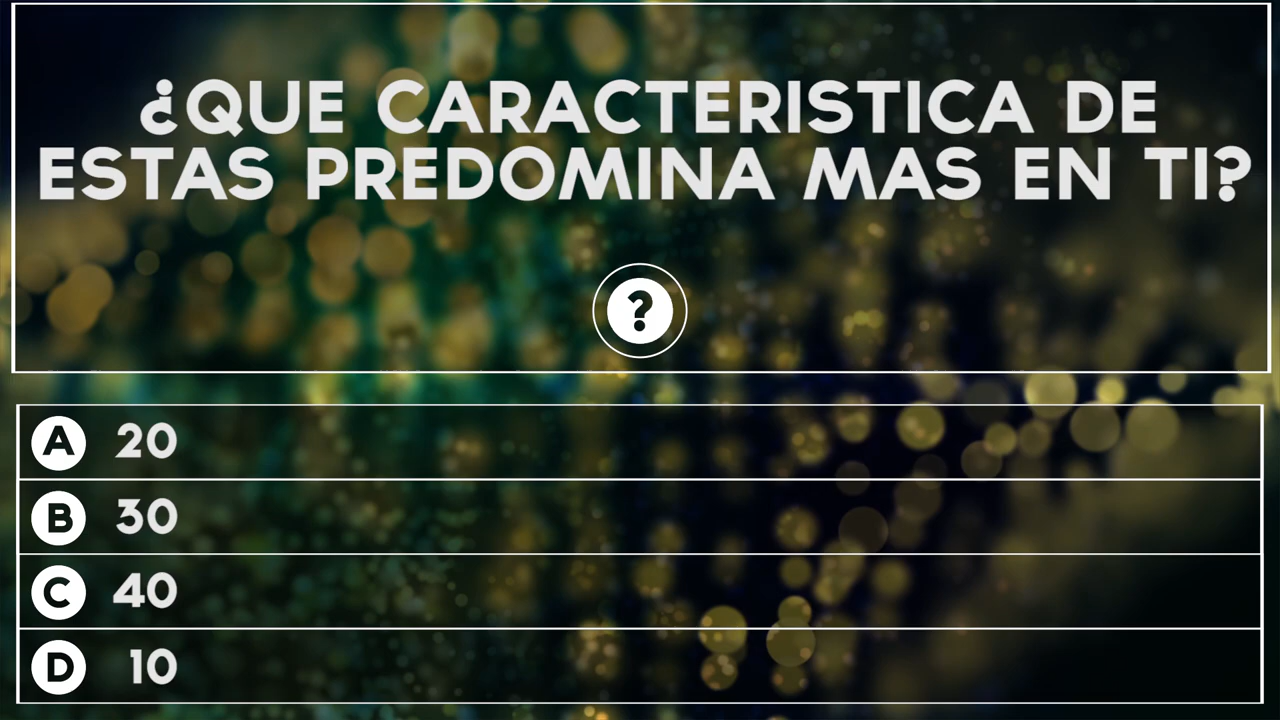 ¿QUE CARACTERISTICA DE
ESTAS PREDOMINA MAS EN TI?
?
A 20
B 30
C 40
D 10